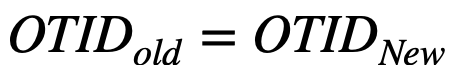 OTID_old = OTID_New